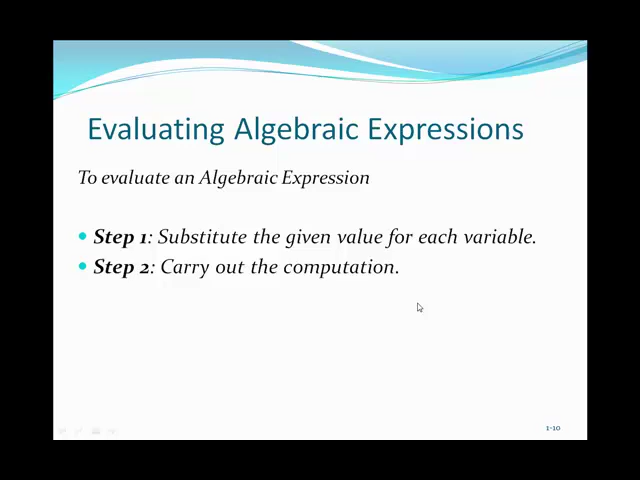 Evaluating Algebraic Expressions
To evaluate an Algebraic Expression
Step 1: Substitute the given value for each variable.
Step 2: Carry out the computation.
1-10